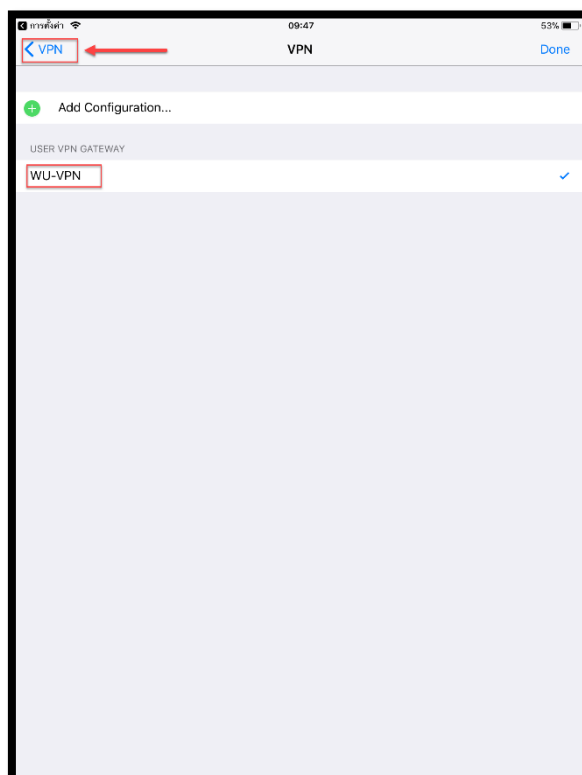 การตั้งค่า 09:47 53%
VPN VPN Done
Add Configuration...
USER VPN GATEWAY
WU-VPN